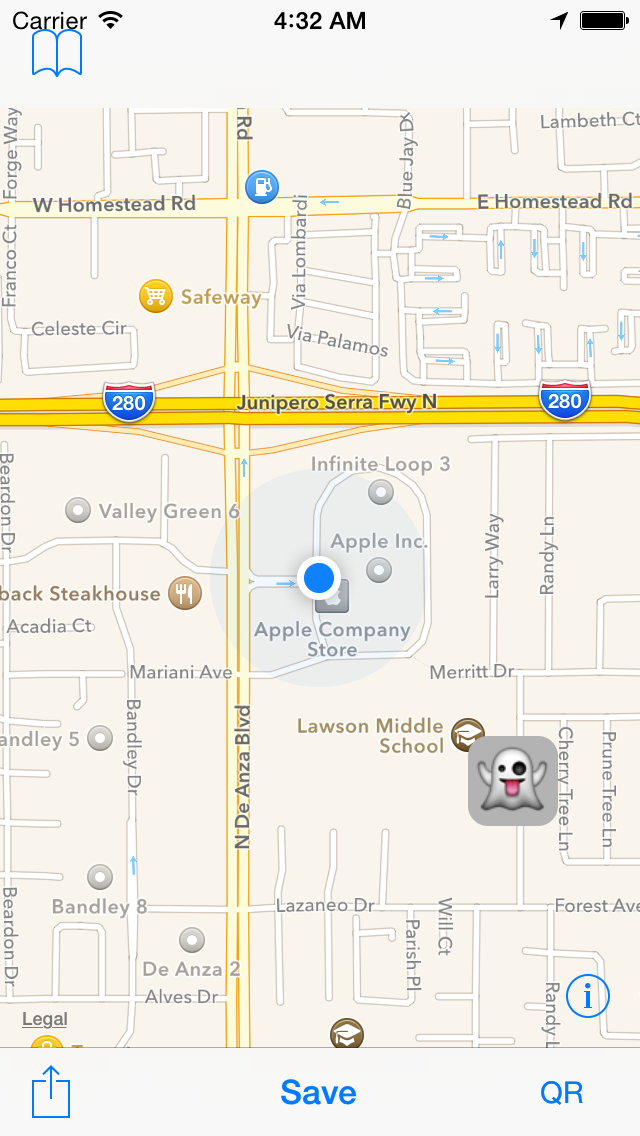 Carrier 4:32 AM
Forge Way
Franco Ct
Rd
Blue Jay Dr
Lambeth Ct
W Homestead Rd
E Homestead Rd
Via Lombardi
Safeway
Celeste Cir
Via Palamos
280
Junipero Serra Fwy N
280
Beardon Dr
Infinite Loop 3
Valley Green 6
Larry Way
Randy Ln
Apple Inc.
back Steakhouse
Acadia Ct
Apple Company
Store
Mariani Ave
Merritt Dr
Bandley Dr
N De Anza Blvd
Lawson Middle
School
andley 5
Cherry Tree Ln
Prune Tree Ln
Bandley 8
Beardon Dr
Lazaneo Dr
Will Ct
Parish Pl
Forest Ave
De Anza 2
Alves Dr
Randy L
i
Legal
Save
QR